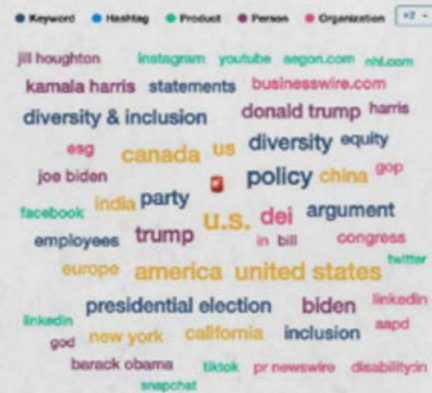 Keyword Hashtag Product Person Organization +2
jill houghton instagram youtube aegon.com nhl.com
kamala harris statements businesswire.com
diversity & inclusion donald trump harris
esg canada us diversity equity
joe biden policy china gop
facebook india party u.s. dei argument
employees trump in bill congress
europe america united states twitter
presidential election biden linkedin
linkedin new york california inclusion aapd
god
barack obama tiktok pr newswire disability:in
snapchat